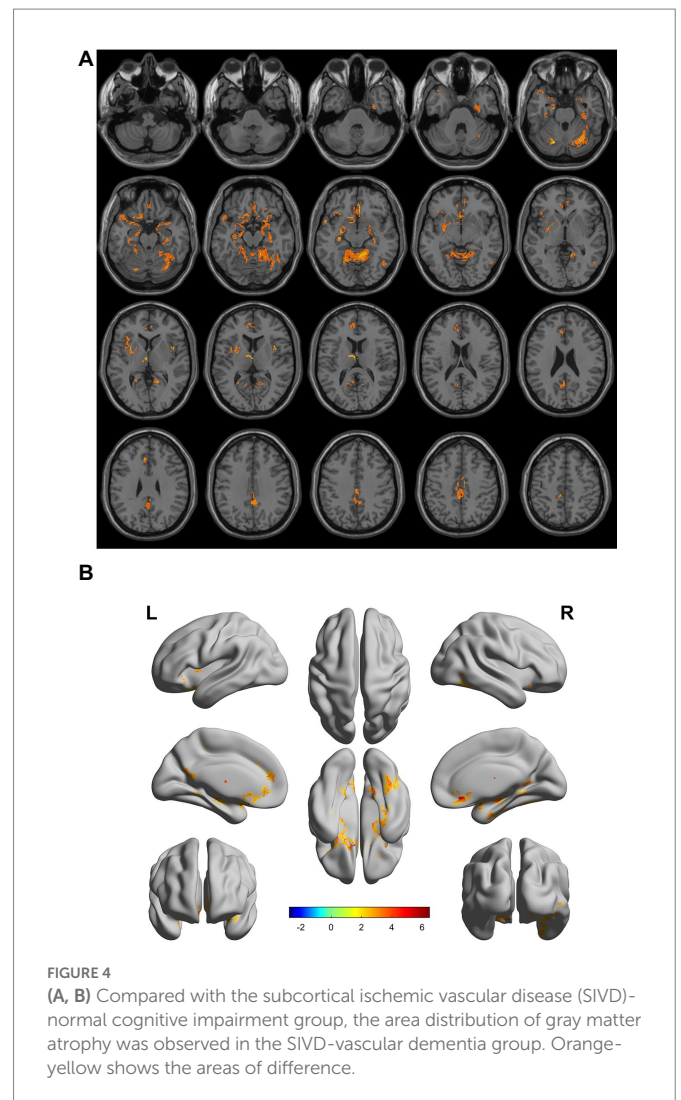 A
B
L
R
-2 0 2 4 6
FIGURE 4
(A, B) Compared with the subcortical ischemic vascular disease (SIVD)-
normal cognitive impairment group, the area distribution of gray matter
atrophy was observed in the SIVD-vascular dementia group. Orange-
yellow shows the areas of difference.